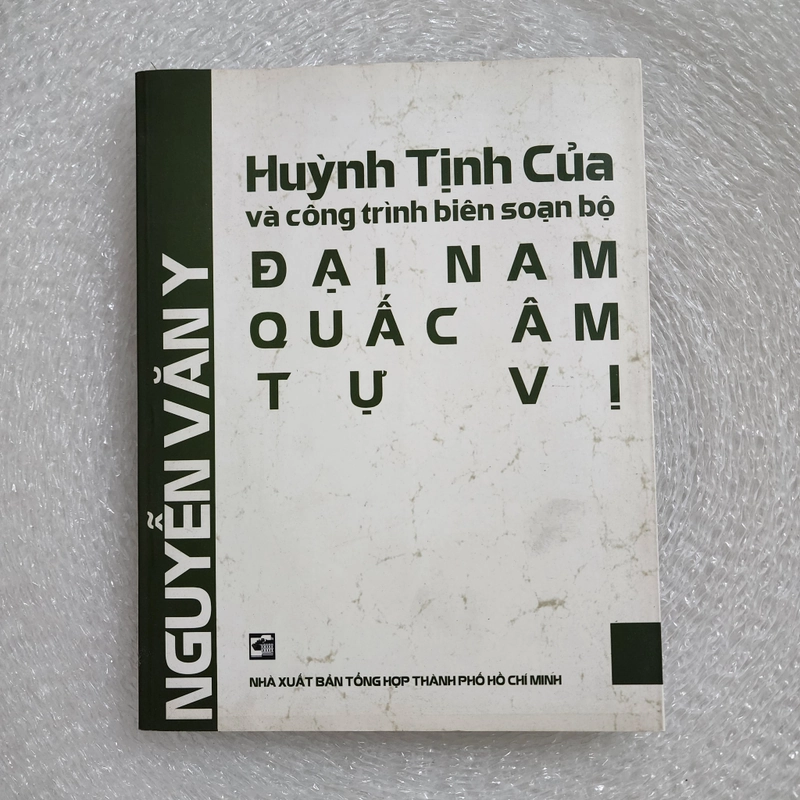 NGUYỄN VĂN Y
Huỳnh Tịnh Của
và công trình biên soạn bộ
ĐẠI NAM
QUẤC ÂM
TỰ VỊ
NHÀ XUẤT BẢN TỔNG HỢP THÀNH PHỐ HỒ CHÍ MINH